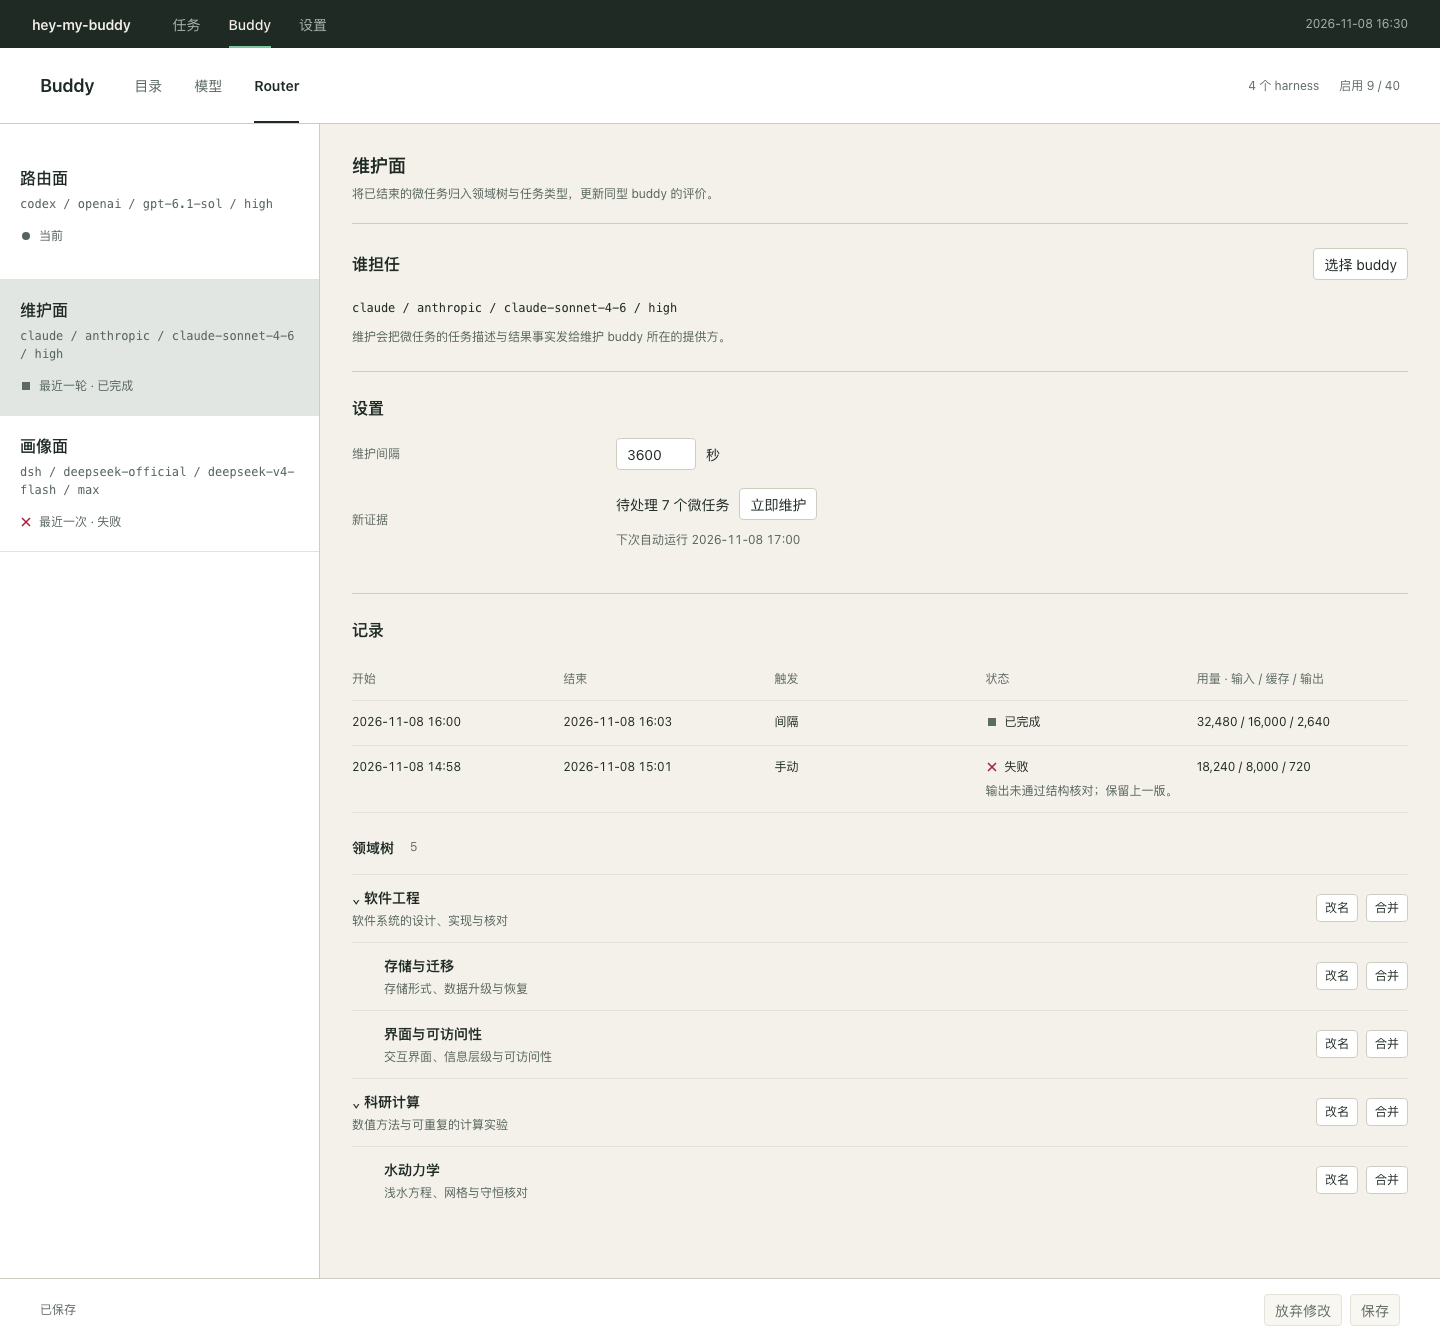 hey-my-buddy 任务 Buddy 设置 2026-11-08 16:30
Buddy 目录 模型 Router 4 个 harness 启用 9 / 40
路由面
codex / openai / gpt-6.1-sol / high
当前
维护面
claude / anthropic / claude-sonnet-4-6
/ high
最近一轮 · 已完成
画像面
dsh / deepseek-official / deepseek-v4-
flash / max
最近一次 · 失败
维护面
将已结束的微任务归入领域树与任务类型，更新同型 buddy 的评价。
谁担任 选择 buddy
claude / anthropic / claude-sonnet-4-6 / high
维护会把微任务的任务描述与结果事实发给维护 buddy 所在的提供方。
设置
维护间隔 3600 秒
新证据 待处理 7 个微任务 立即维护
下次自动运行 2026-11-08 17:00
记录
开始 结束 触发 状态 用量 · 输入 / 缓存 / 输出
2026-11-08 16:00 2026-11-08 16:03 间隔 已完成 32,480 / 16,000 / 2,640
2026-11-08 14:58 2026-11-08 15:01 手动 失败 18,240 / 8,000 / 720
输出未通过结构核对；保留上一版。
领域树 5
软件工程 改名 合并
软件系统的设计、实现与核对
存储与迁移 改名 合并
存储形式、数据升级与恢复
界面与可访问性 改名 合并
交互界面、信息层级与可访问性
科研计算 改名 合并
数值方法与可重复的计算实验
水动力学 改名 合并
浅水方程、网格与守恒核对
已保存 放弃修改 保存